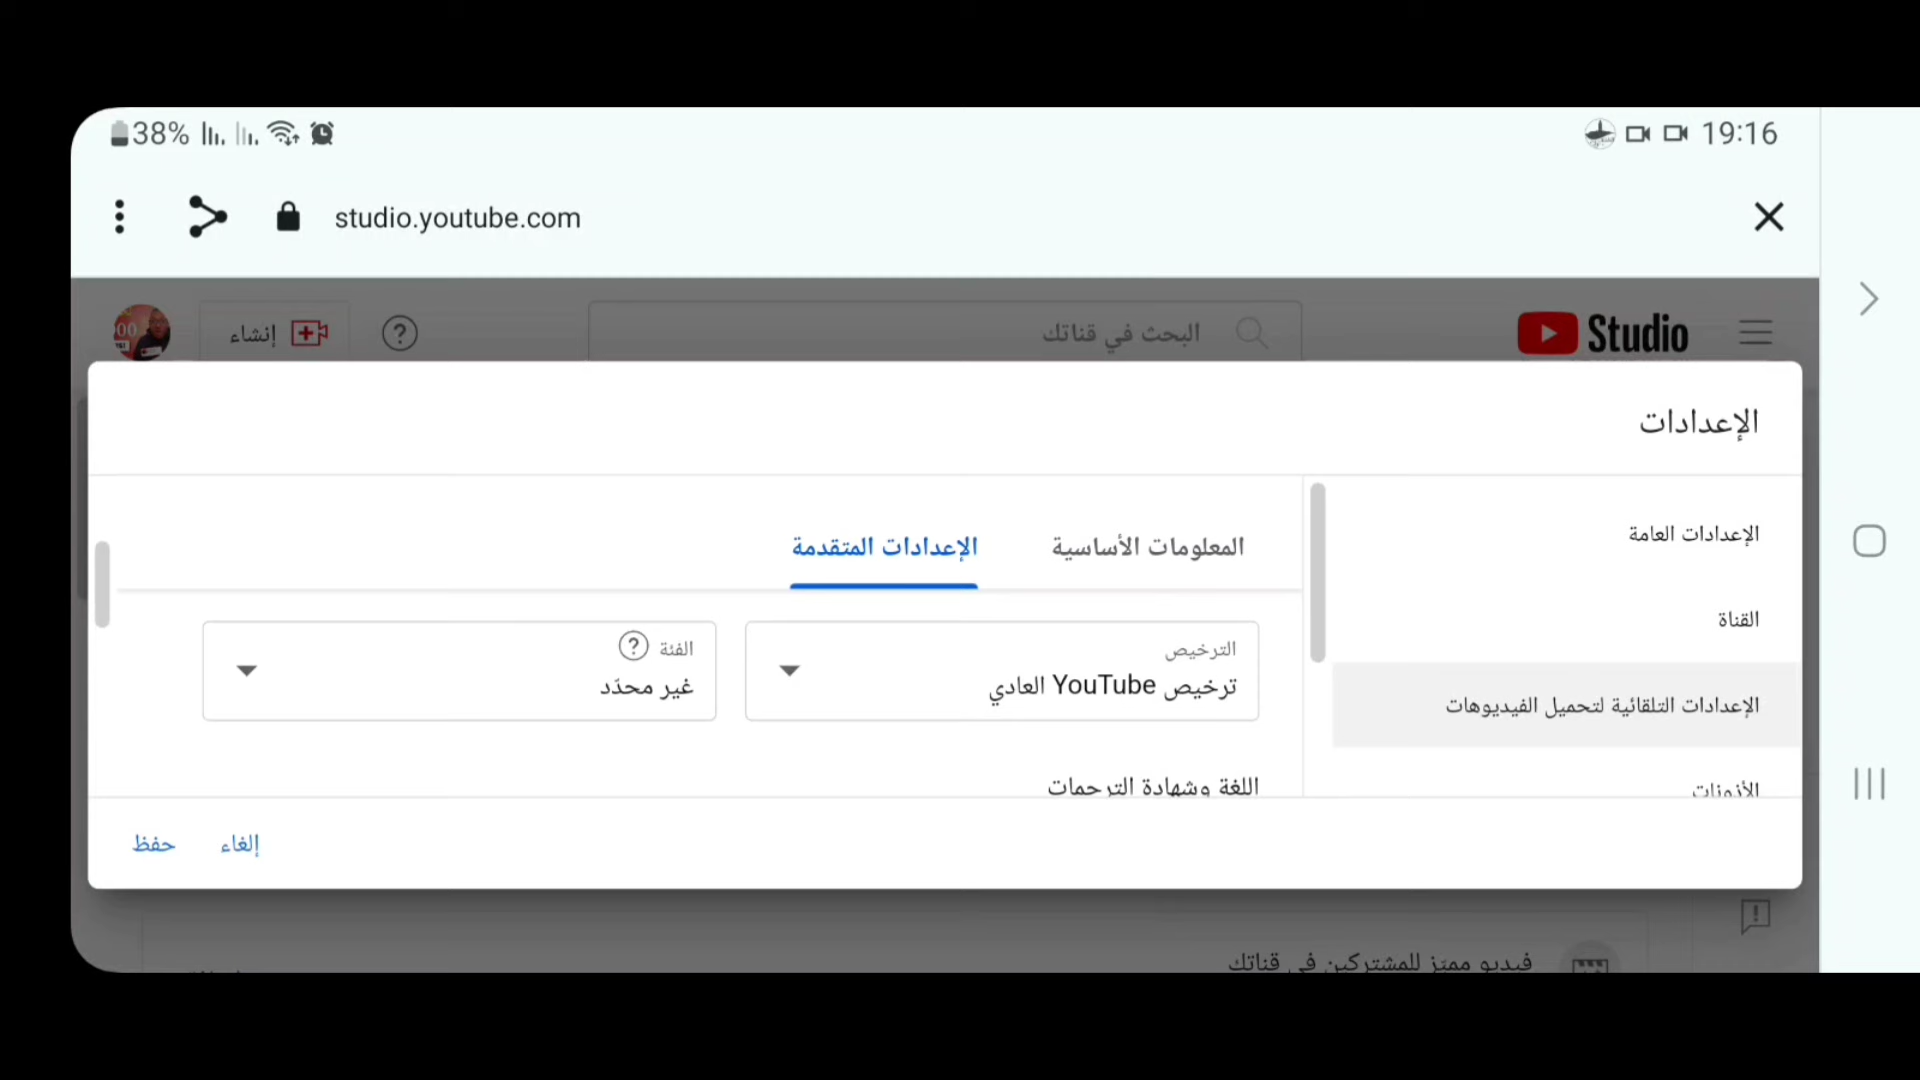 38%
19:16
studio.youtube.com
Studio
البحث في قناتك
إنشاء
الإعدادات
الإعدادات العامة
القناة
الإعدادات التلقائية لتحميل الفيديوهات
الأذونات
المعلومات الأساسية
الإعدادات المتقدمة
الترخيص
ترخيص YouTube العادي
الفئة
غير محدّد
اللغة وشهادة الترجمات
إلغاء
حفظ
فيديو مميّز للمشتركين في قناتك